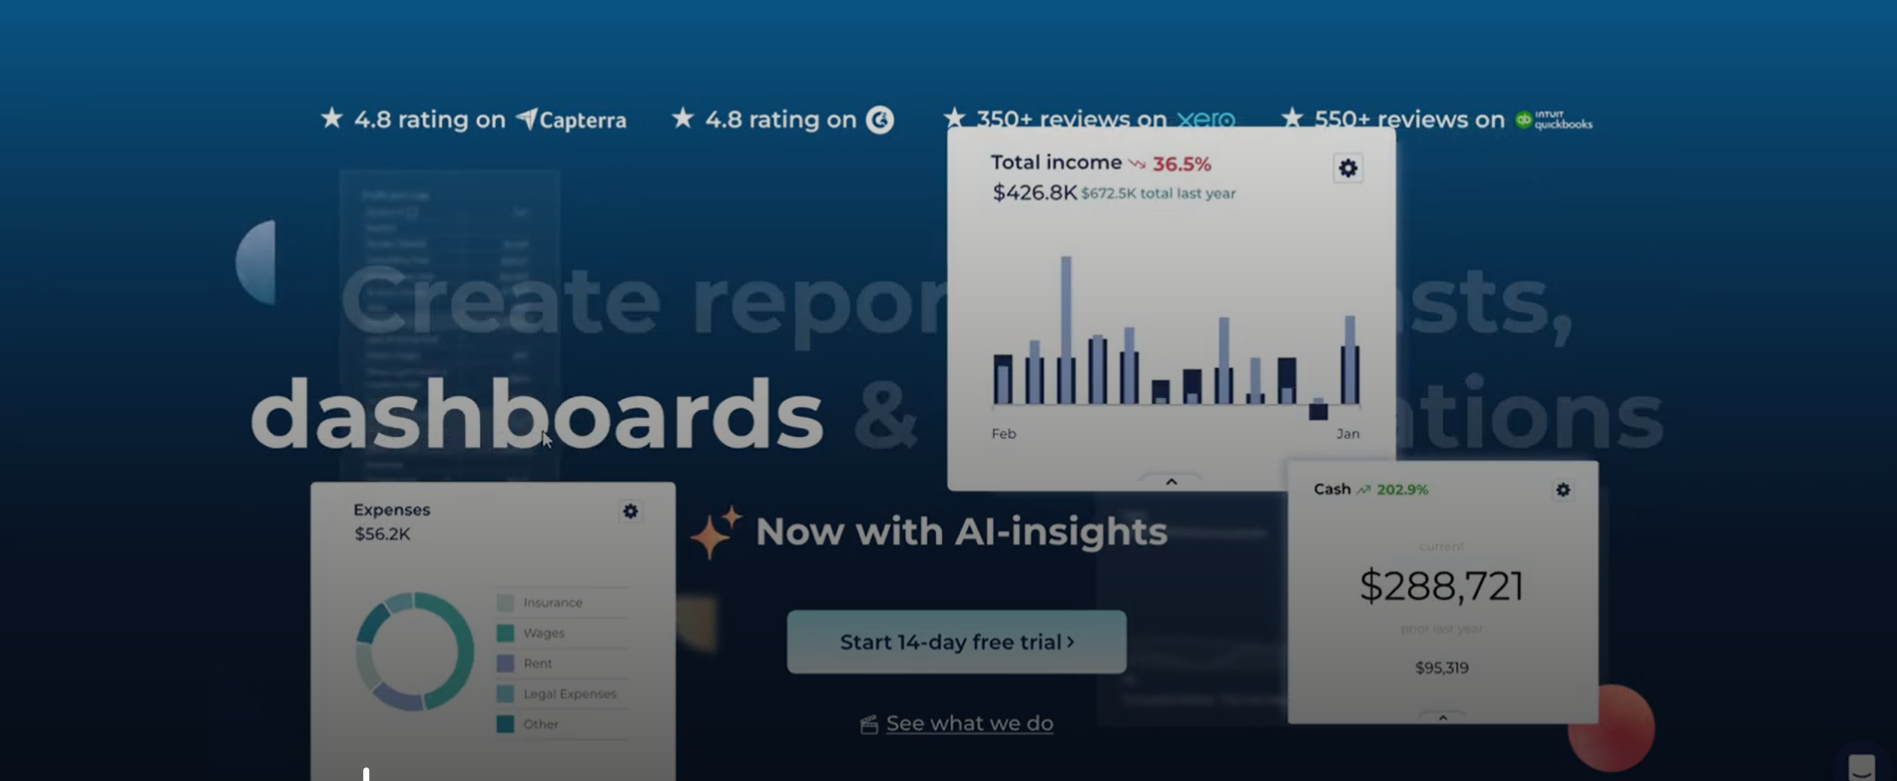 ★ 4.8 rating on Capterra
★ 4.8 rating on G
★ 350+ reviews on xero
★ 550+ reviews on qb INTUIT quickbooks
Create repor sts,
dashboards & ations
Total income 36.5%
$426.8K $672.5K total last year
Feb Jan
Expenses
$56.2K
Insurance
Wages
Rent
Legal Expenses
Other
Now with AI-insights
Start 14-day free trial ›
See what we do
Cash 202.9%
current
$288,721
prior last year
$95,319